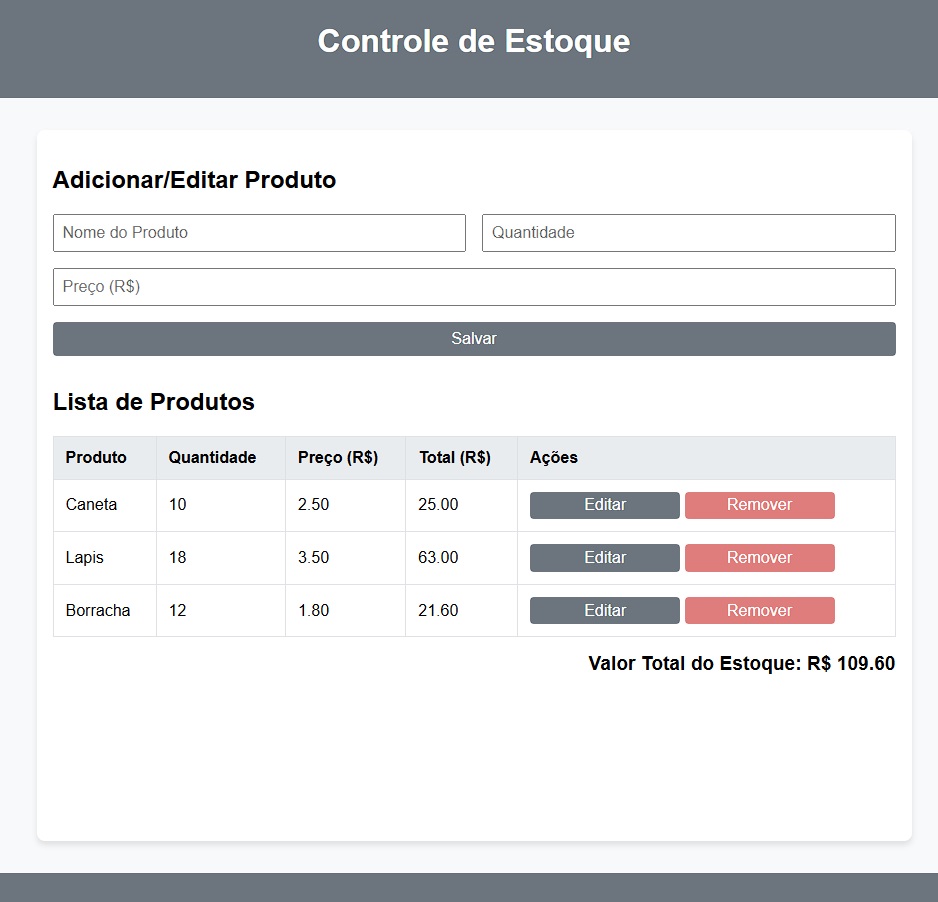 Controle de Estoque
Adicionar/Editar Produto
Nome do Produto Quantidade
Preço (R$)
Salvar
Lista de Produtos
Produto Quantidade Preço (R$) Total (R$) Ações
Caneta 10 2.50 25.00 Editar Remover
Lapis 18 3.50 63.00 Editar Remover
Borracha 12 1.80 21.60 Editar Remover
Valor Total do Estoque: R$ 109.60